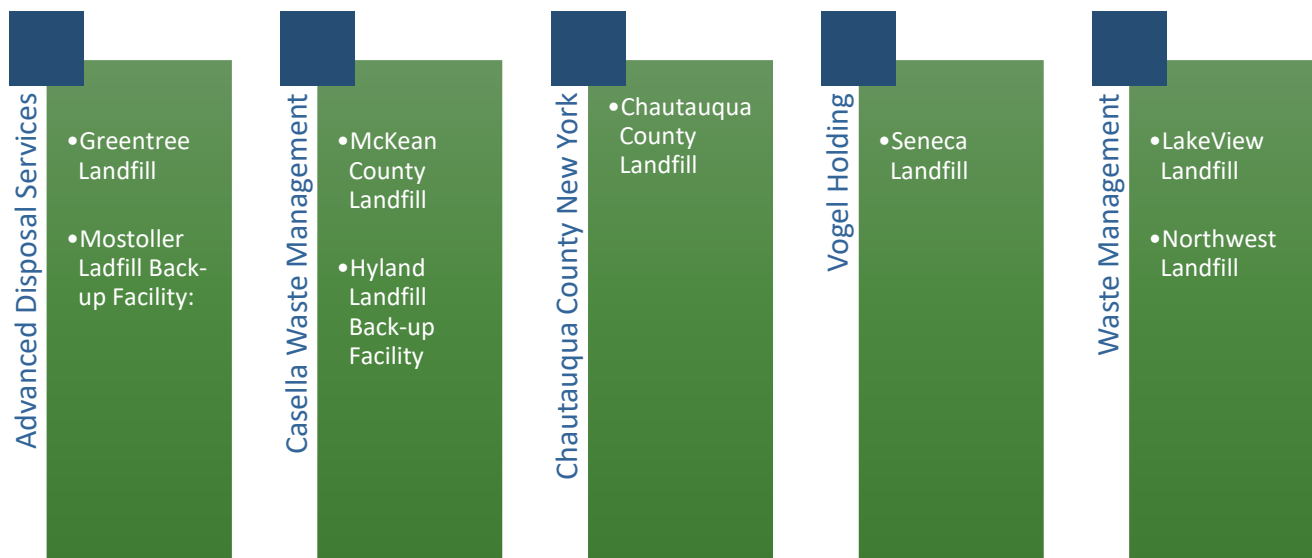 Advanced Disposal Services
•Greentree
Landfill
•Mostoller
Ladfill Back-
up Facility:
Casella Waste Management
•McKean
County
Landfill
•Hyland
Landfill
Back-up
Facility
Chautauqua County New York
•Chautauqua
County
Landfill
Vogel Holding
•Seneca
Landfill
Waste Management
•LakeView
Landfill
•Northwest
Landfill